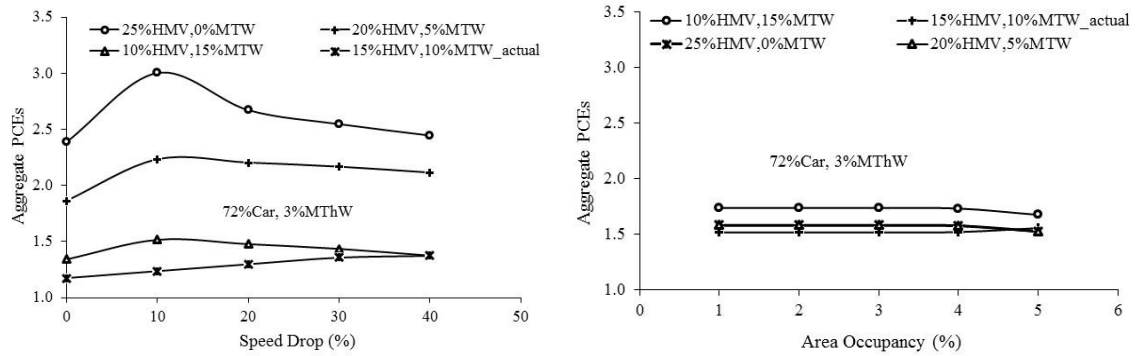 25%HMV,0%MTW 20%HMV,5%MTW
10%HMV,15%MTW 15%HMV,10%MTW_actual
3.5
3.0
2.5
2.0
1.5
1.0
Aggregate PCEs
72%Car, 3%MThW
0 10 20 30 40 50
Speed Drop (%)
10%HMV,15%MTW 15%HMV,10%MTW_actual
25%HMV,0%MTW 20%HMV,5%MTW
3.5
3.0
2.5
2.0
1.5
1.0
Aggregate PCEs
72%Car, 3%MThW
0 1 2 3 4 5 6
Area Occupancy (%)